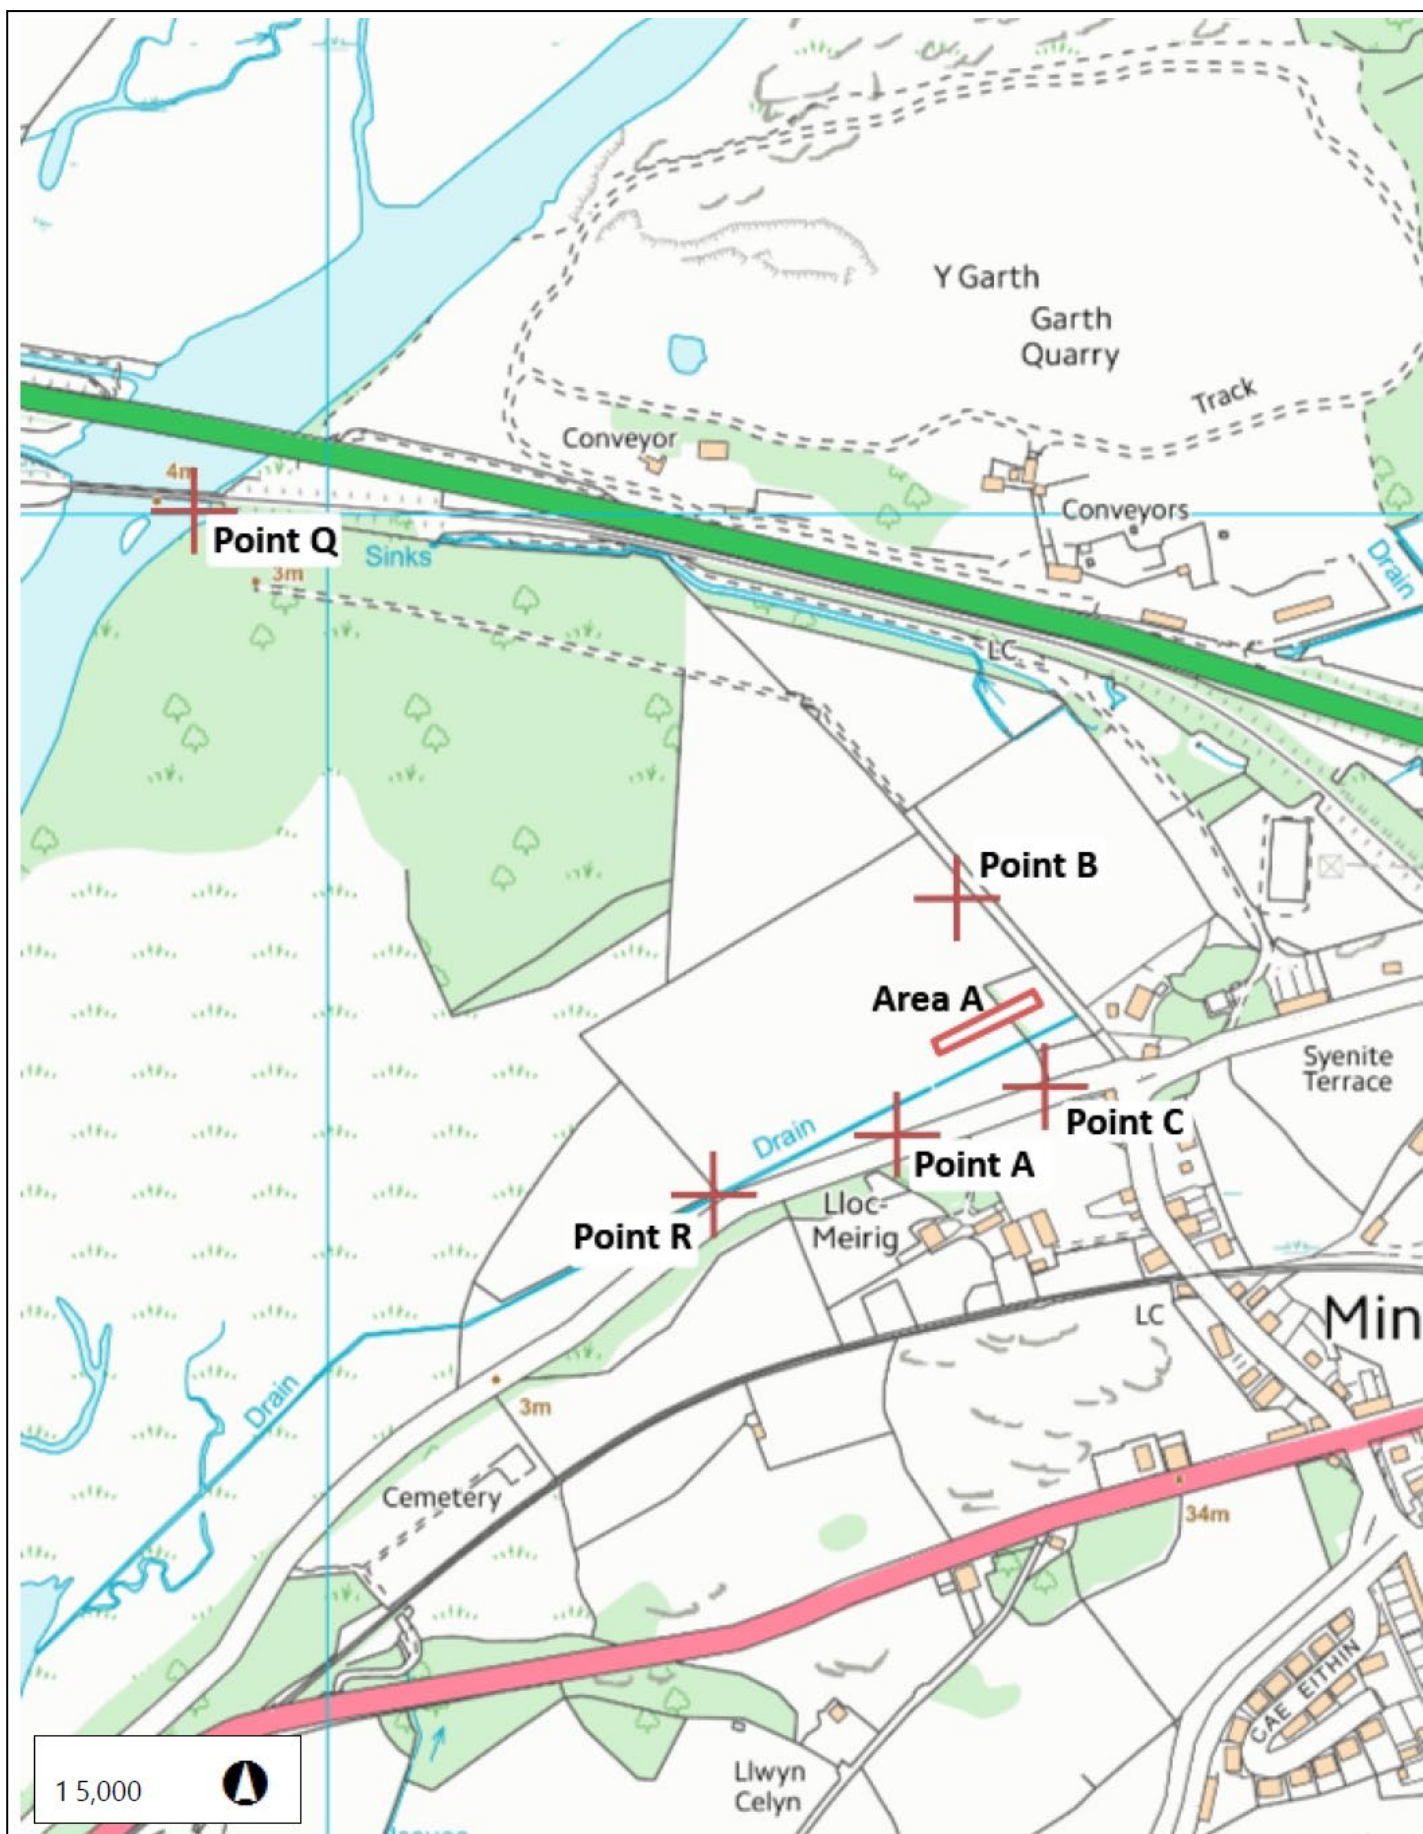 Y Garth
Garth
Quarry
Track
Conveyor
4m
Conveyors
Point Q
Sinks
3m
Drain
LC
Point B
Area A
Syenite
Terrace
Point C
Drain
Point A
Lloc-
Meirig
Point R
LC
Min
Drain
3m
Cemetery
34m
CAE EITHIN
Llwyn
Celyn
1 5,000